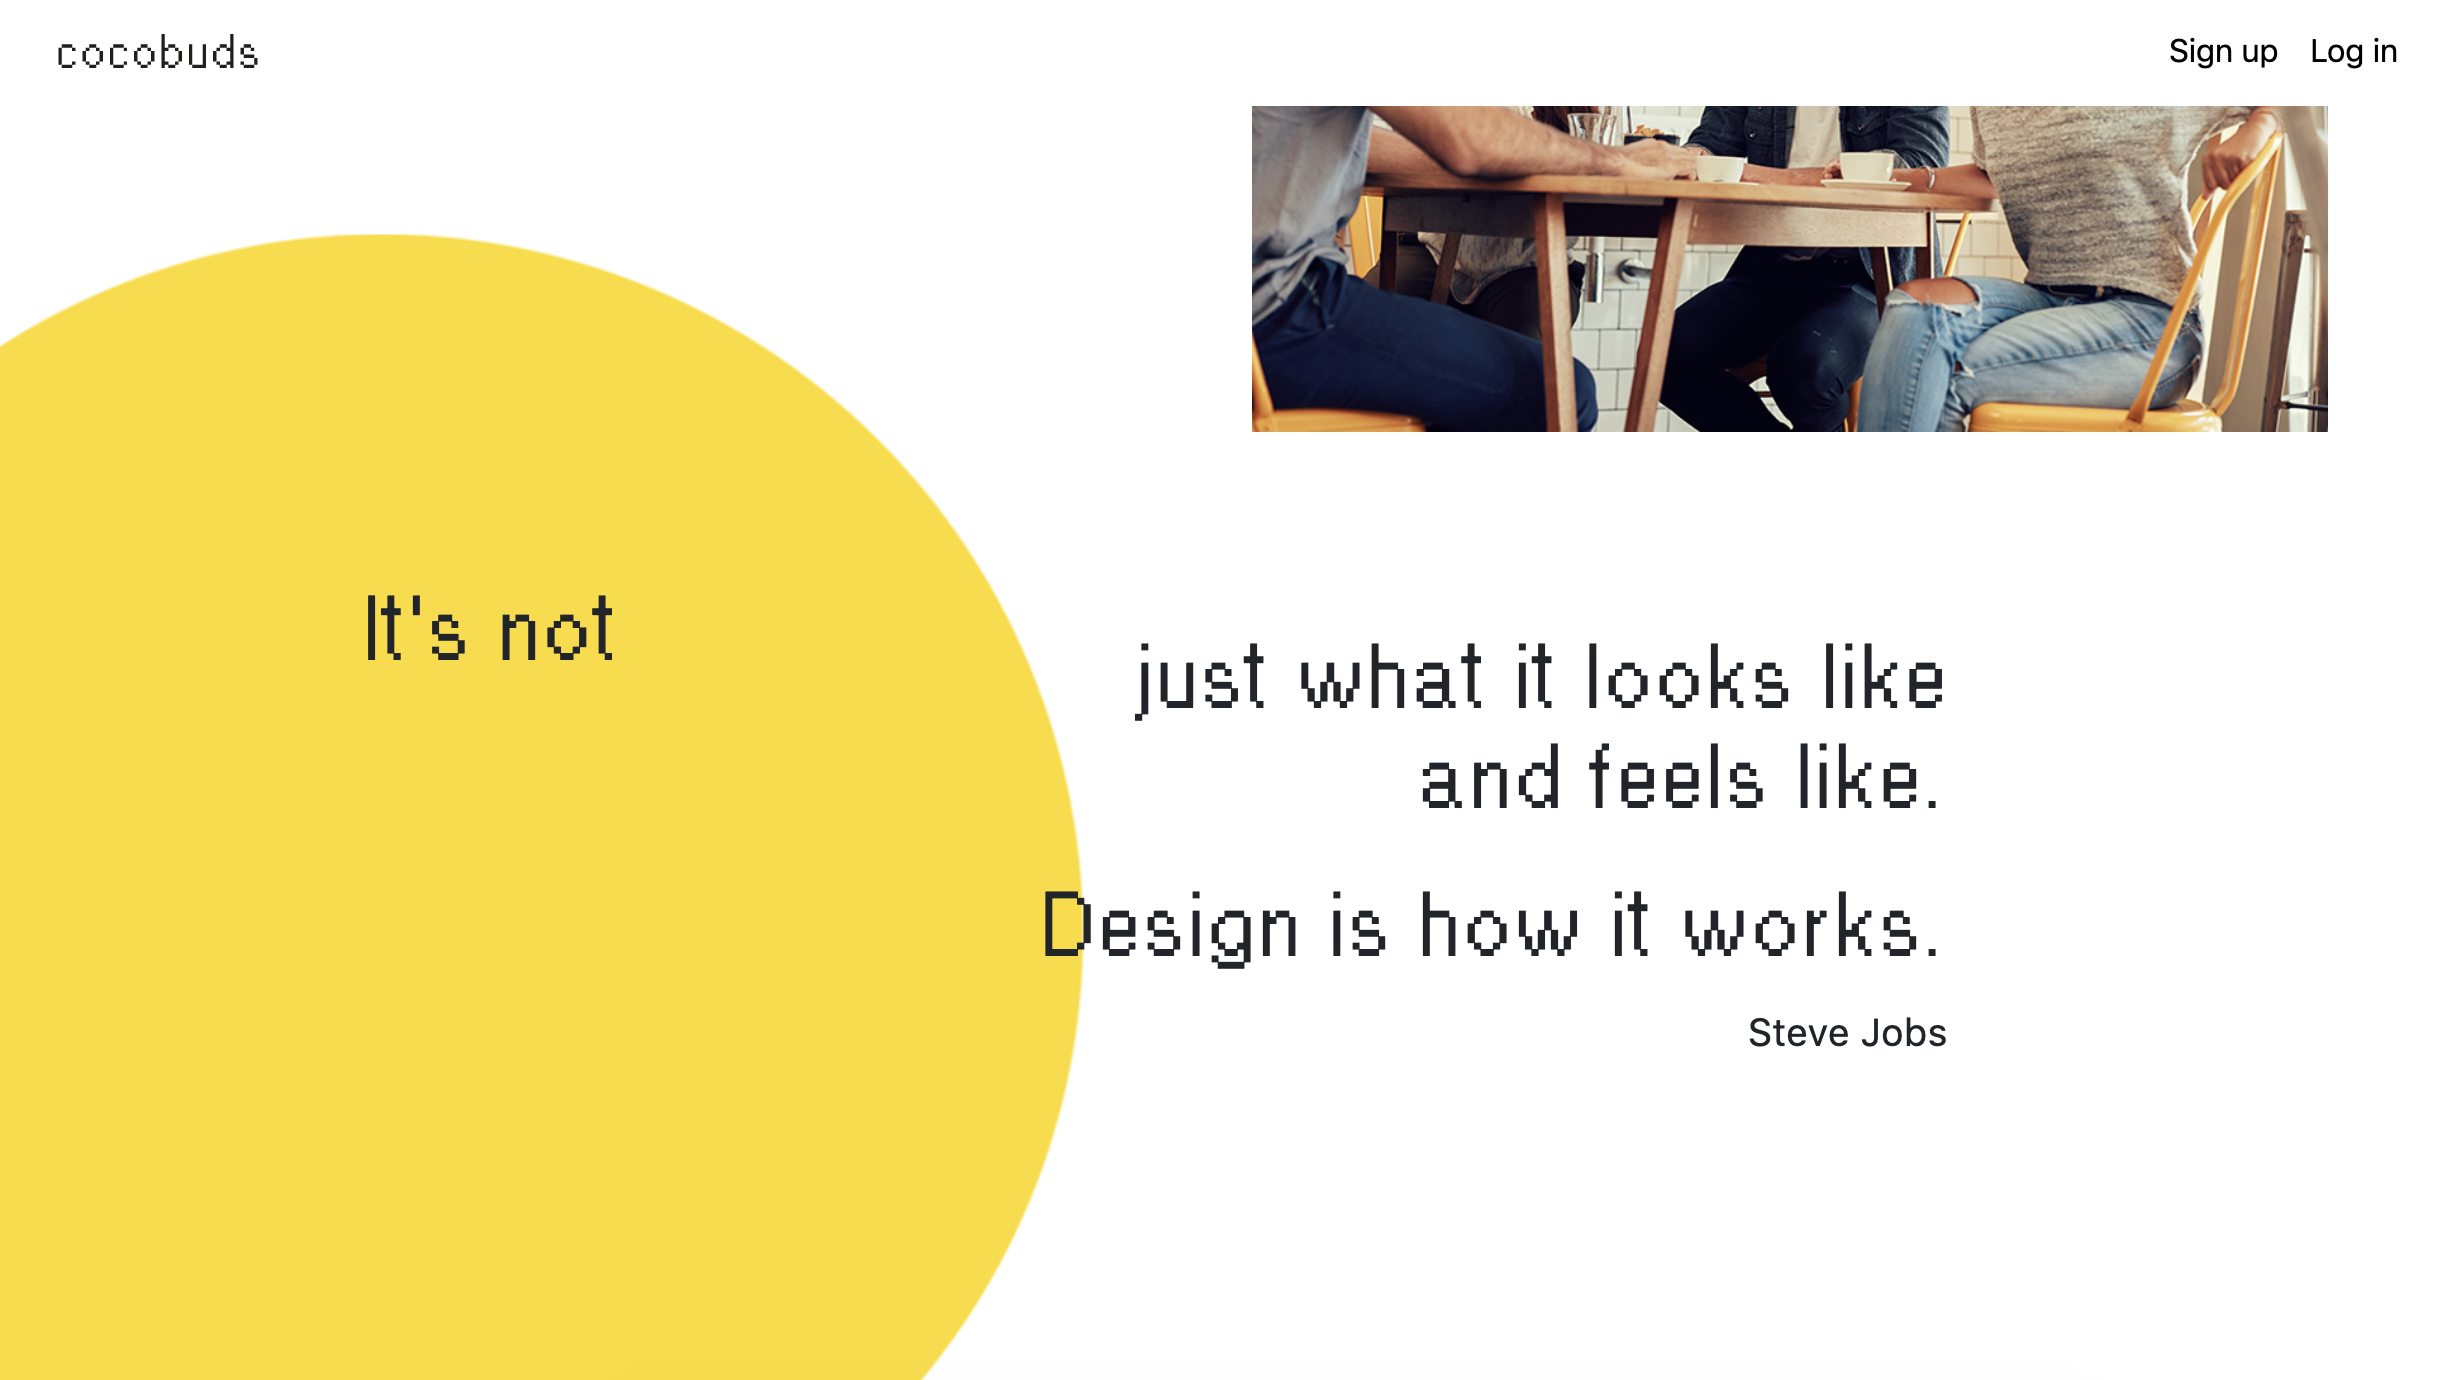 cocobuds
Sign up
Log in
It's not
just what it looks like
and feels like.
Design is how it works.
Steve Jobs